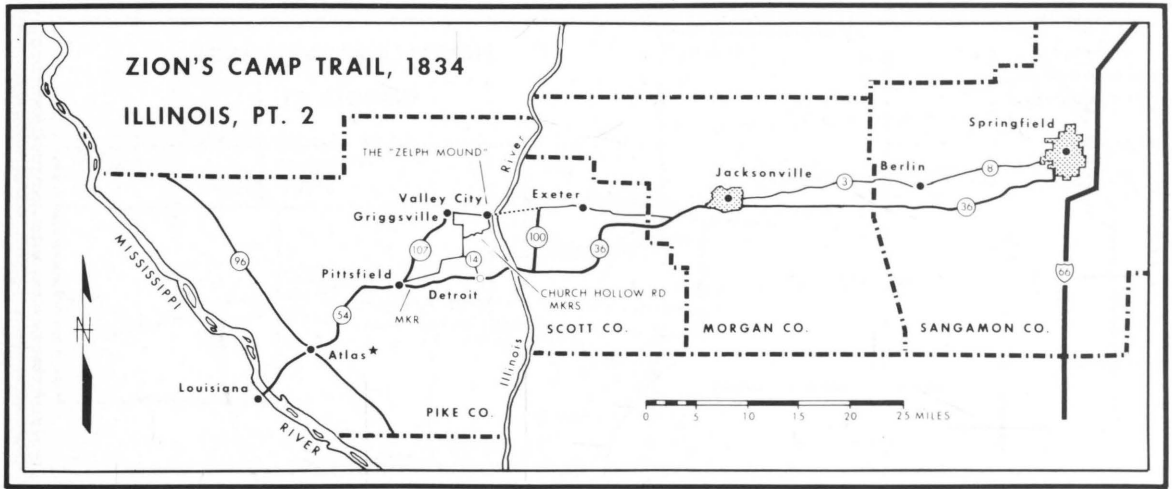 ZION'S CAMP TRAIL, 1834
ILLINOIS, PT. 2
THE "ZELPH MOUND"
River
Springfield
Jacksonville
Berlin
8
3
Valley City
Exeter
Griggsville
36
100
107
36
96
14
66
MISSISSIPPI
Pittsfield
Detroit
CHURCH HOLLOW RD
MKRS
MKR
54
SCOTT CO.
MORGAN CO.
SANGAMON CO.
N
Atlas★
Illinois
Louisiana
PIKE CO.
0 5 10 15 20 25 MILES
RIVER